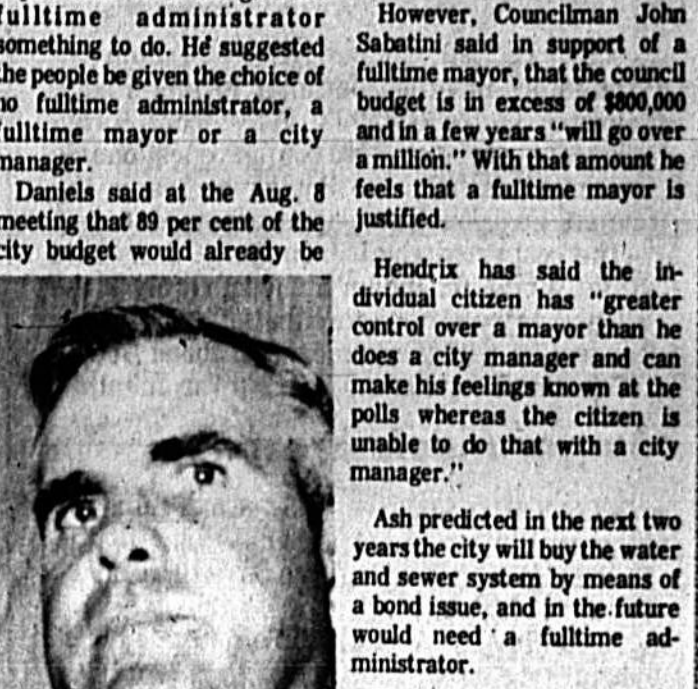 fulltime administrator
something to do. He suggested
the people be given the choice of
no fulltime administrator, a
fulltime mayor or a city
manager.
Daniels said at the Aug. 8
meeting that 89 per cent of the
city budget would already be
However, Councilman John
Sabatini said in support of a
fulltime mayor, that the council
budget is in excess of $800,000
and in a few years "will go over
a million." With that amount he
feels that a fulltime mayor is
justified.
Hendrix has said the in-
dividual citizen has "greater
control over a mayor than he
does a city manager and can
make his feelings known at the
polls whereas the citizen is
unable to do that with a city
manager."
Ash predicted in the next two
years the city will buy the water
and sewer system by means of
a bond issue, and in the future
would need a fulltime ad-
ministrator.